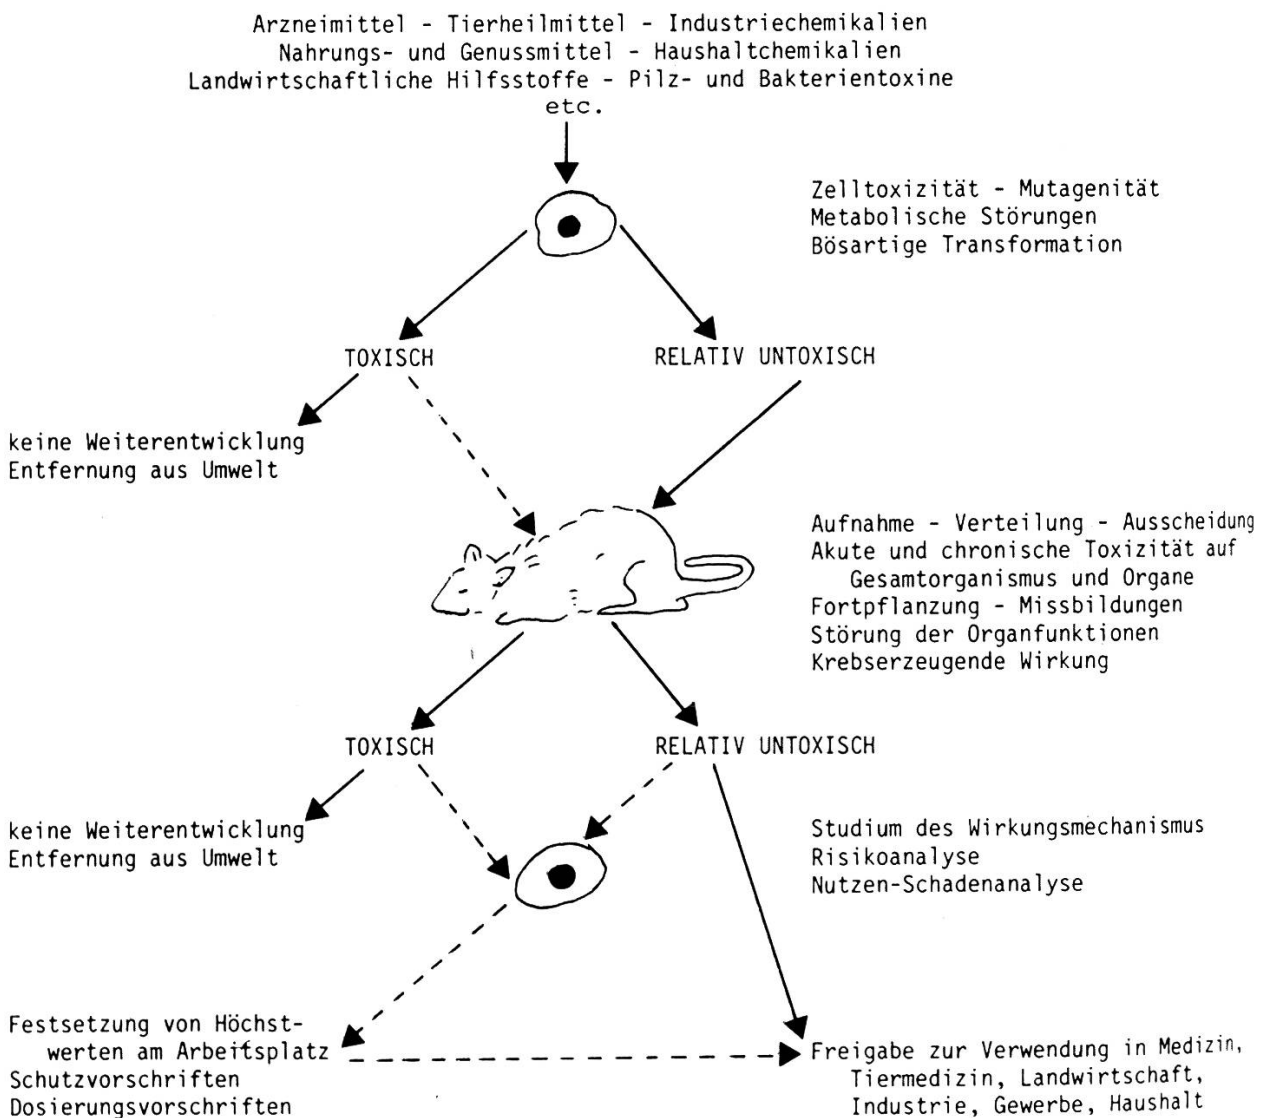 Arzneimittel - Tierheilmittel - Industriechemikalien
Nahrungs- und Genussmittel - Haushaltchemikalien
Landwirtschaftliche Hilfsstoffe - Pilz- und Bakterientoxine
etc.
Zelltoxizität - Mutagenität
Metabolische Störungen
Bösartige Transformation
TOXISCH
RELATIV UNTOXISCH
keine Weiterentwicklung
Entfernung aus Umwelt
Aufnahme - Verteilung - Ausscheidung
Akute und chronische Toxizität auf
Gesamtorganismus und Organe
Fortpflanzung - Missbildungen
Störung der Organfunktionen
Krebserzeugende Wirkung
TOXISCH
RELATIV UNTOXISCH
keine Weiterentwicklung
Entfernung aus Umwelt
Studium des Wirkungsmechanismus
Risikoanalyse
Nutzen-Schadenanalyse
Festsetzung von Höchst-
werten am Arbeitsplatz
Schutzvorschriften
Dosierungsvorschriften
Freigabe zur Verwendung in Medizin,
Tiermedizin, Landwirtschaft,
Industrie, Gewerbe, Haushalt